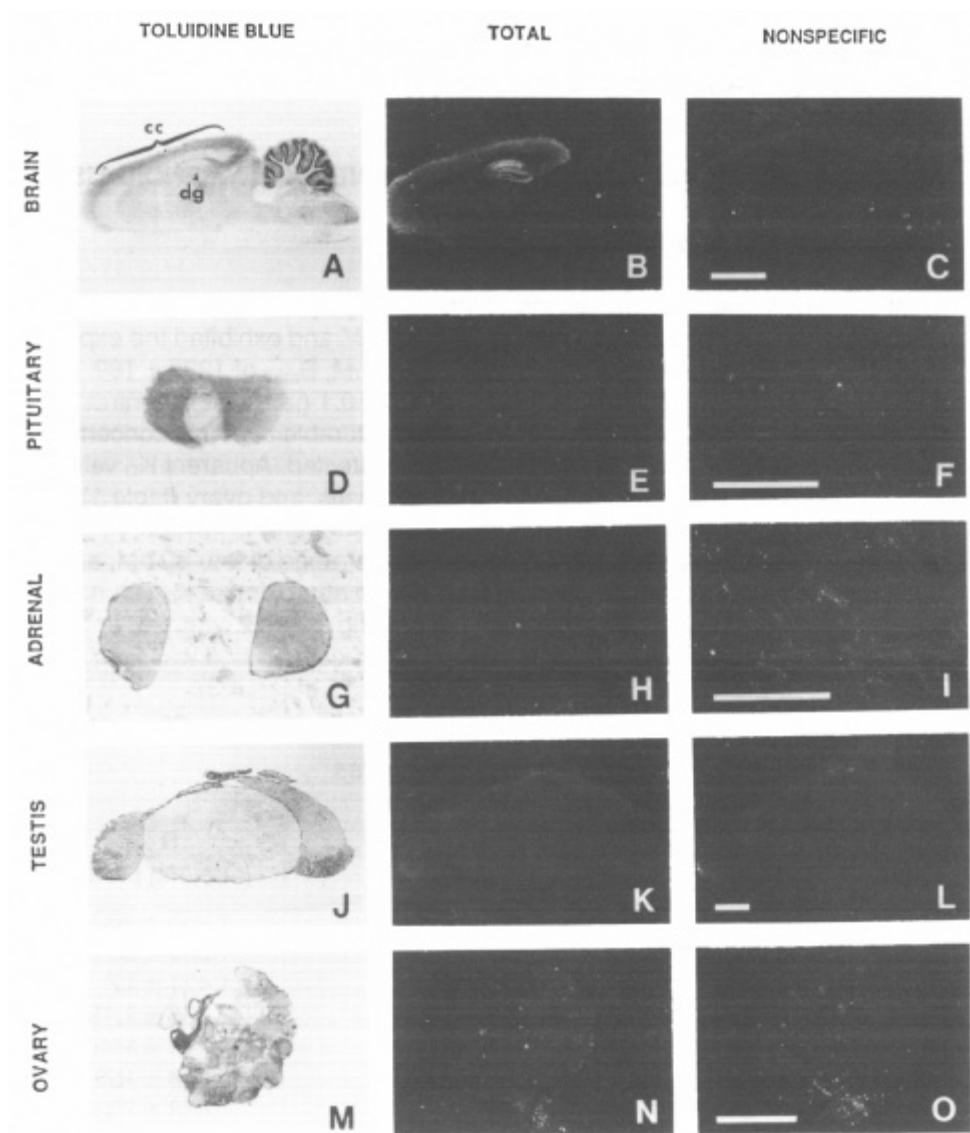 TOLUIDINE BLUE TOTAL NONSPECIFIC
BRAIN
cc
dg
A B C
PITUITARY
D E F
ADRENAL
G H I
TESTIS
J K L
OVARY
M N O